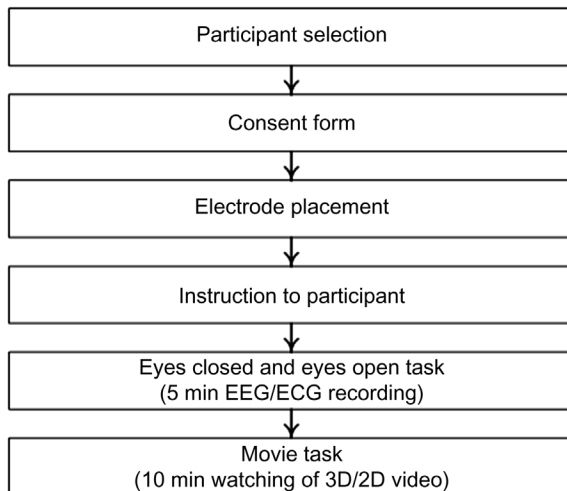 Participant selection
Consent form
Electrode placement
Instruction to participant
Eyes closed and eyes open task
(5 min EEG/ECG recording)
Movie task
(10 min watching of 3D/2D video)